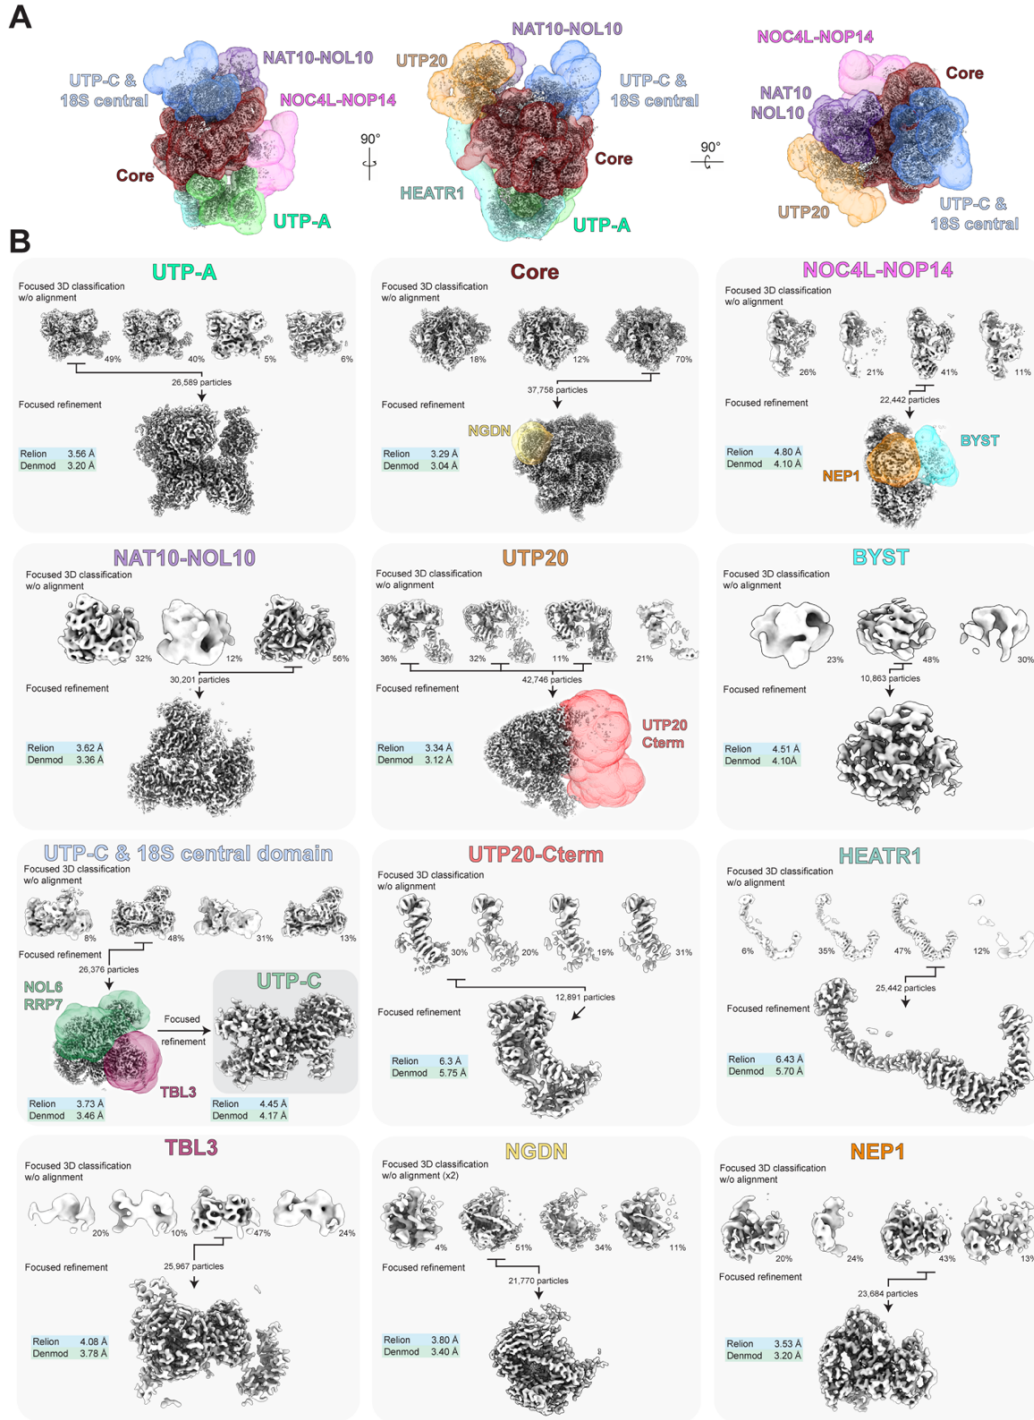 A
UTP-C &
18S central
NAT10-NOL10
NOC4L-NOP14
Core
UTP-A
90°
UTP20
NAT10-NOL10
UTP-C &
18S central
Core
HEATR1
UTP-A
90°
NOC4L-NOP14
Core
NAT10
NOL10
UTP20
UTP-C &
18S central
B
UTP-A
Focused 3D classification
w/o alignment
49%
40%
5%
6%
26,589 particles
Focused refinement
Relion 3.56 Å
Denmod 3.20 Å
Core
Focused 3D classification
w/o alignment
18%
12%
70%
37,758 particles
Focused refinement
NGDN
Relion 3.29 Å
Denmod 3.04 Å
NOC4L-NOP14
Focused 3D classification
w/o alignment
26%
21%
41%
11%
22,442 particles
Focused refinement
BYST
Relion 4.80 Å
Denmod 4.10 Å
NEP1
NAT10-NOL10
Focused 3D classification
w/o alignment
32%
12%
56%
30,201 particles
Focused refinement
Relion 3.62 Å
Denmod 3.36 Å
UTP20
Focused 3D classification
w/o alignment
36%
32%
11%
21%
42,746 particles
Focused refinement
UTP20
Cterm
Relion 3.34 Å
Denmod 3.12 Å
BYST
Focused 3D classification
w/o alignment
23%
48%
30%
10,863 particles
Focused refinement
Relion 4.51 Å
Denmod 4.10Å
UTP-C & 18S central domain
Focused 3D classification
w/o alignment
8%
48%
31%
13%
Focused refinement
26,376 particles
NOL6
RRP7
Focused
refinement
UTP-C
TBL3
Relion 3.73 Å
Denmod 3.46 Å
Relion 4.45 Å
Denmod 4.17 Å
UTP20-Cterm
Focused 3D classification
w/o alignment
30%
20%
19%
31%
12,891 particles
Focused refinement
Relion 6.3 Å
Denmod 5.75 Å
HEATR1
Focused 3D classification
w/o alignment
6%
35%
47%
12%
25,442 particles
Focused refinement
Relion 6.43 Å
Denmod 5.70 Å
TBL3
Focused 3D classification
w/o alignment
20%
10%
47%
24%
Focused refinement
25,967 particles
Relion 4.08 Å
Denmod 3.78 Å
NGDN
Focused 3D classification
w/o alignment (x2)
4%
51%
34%
11%
Focused refinement
21,770 particles
Relion 3.80 Å
Denmod 3.40 Å
NEP1
Focused 3D classification
w/o alignment
20%
24%
43%
13%
Focused refinement
23,684 particles
Relion 3.53 Å
Denmod 3.20 Å